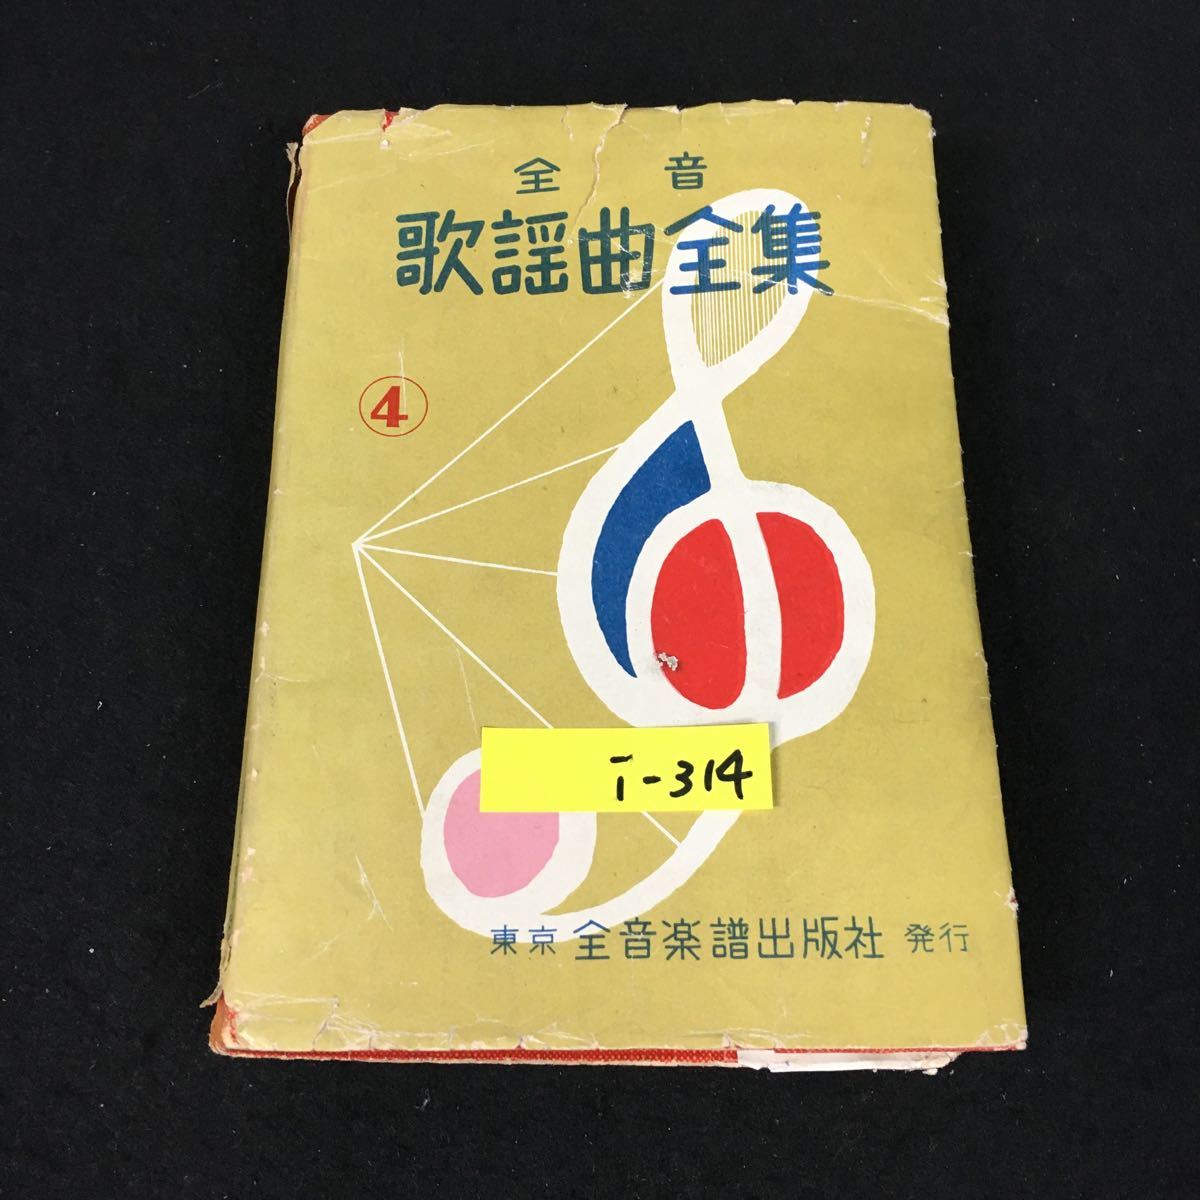 全音
歌謡曲全集
④
i-314
東京 全音楽譜出版社 発行